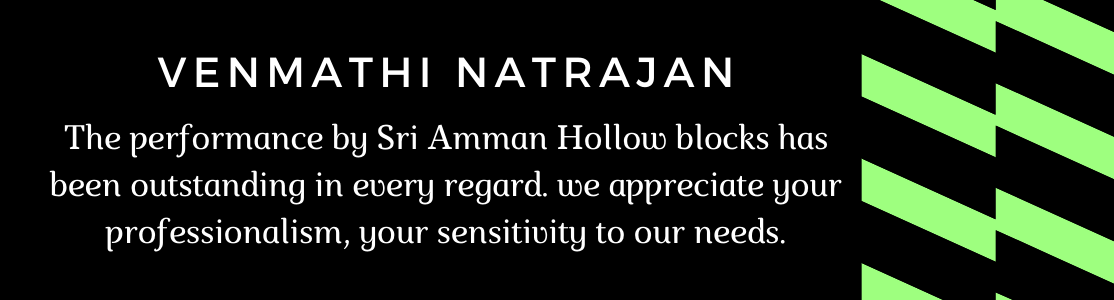 VENMATHI NATRAJAN
The performance by Sri Amman Hollow blocks has
been outstanding in every regard. we appreciate your
professionalism, your sensitivity to our needs.